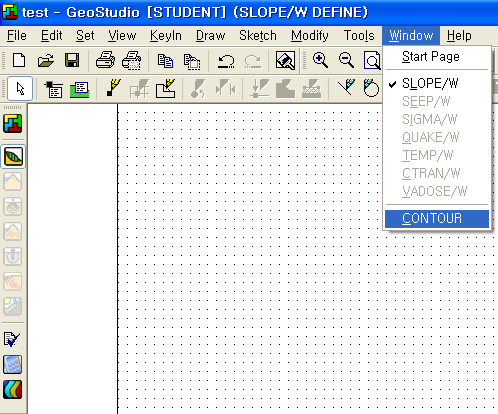 test - GeoStudio [STUDENT] (SLOPE/W DEFINE)
File Edit Set View KeyIn Draw Sketch Modify Tools Window Help
Start Page
SLOPE/W
SEEP/W
SIGMA/W
QUAKE/W
TEMP/W
CTRAN/W
VADOSE/W
CONTOUR